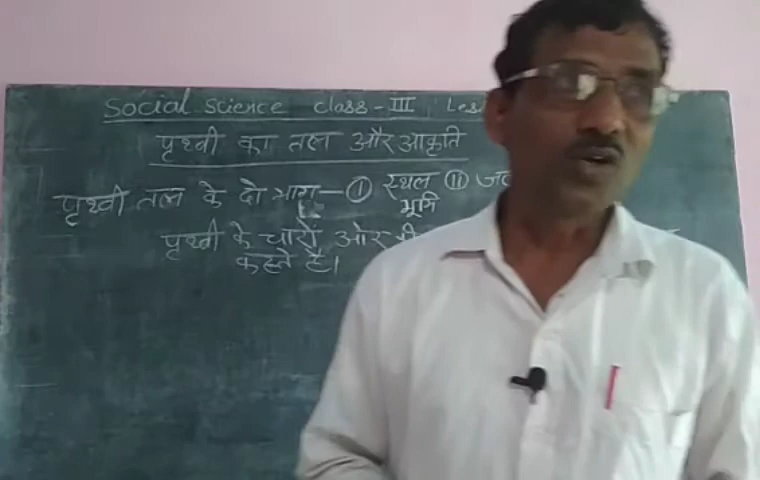 Social Science Class - III
पृथ्वी का तल और आकृति
पृथ्वी तल के दो भाग - (i) स्थल (ii)
भूमि
पृथ्वी के चारों ओर
कहते हैं।